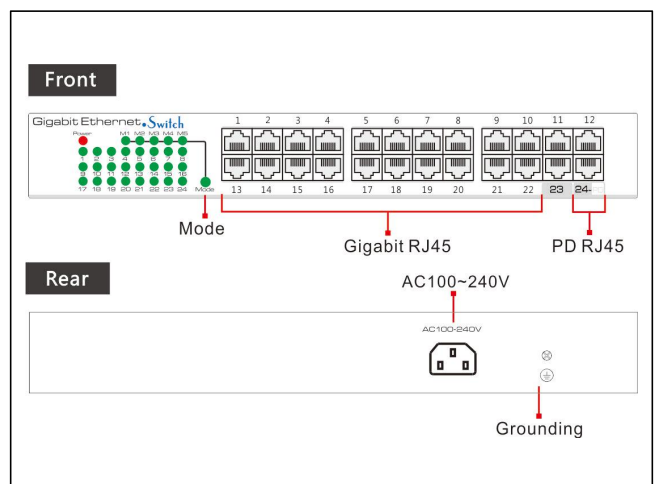 Front
Gigabit Ethernet Switch
Power M1 M2 M3 M4 M5
1 2 3 4 5 6 7 8
9 10 11 12 13 14 15 16
17 18 19 20 21 22 23 24 Mode
1 2 3 4 5 6 7 8 9 10 11 12
13 14 15 16 17 18 19 20 21 22 23 24-
Mode
Gigabit RJ45
PD RJ45
Rear
AC100~240V
AC100-240V
Grounding